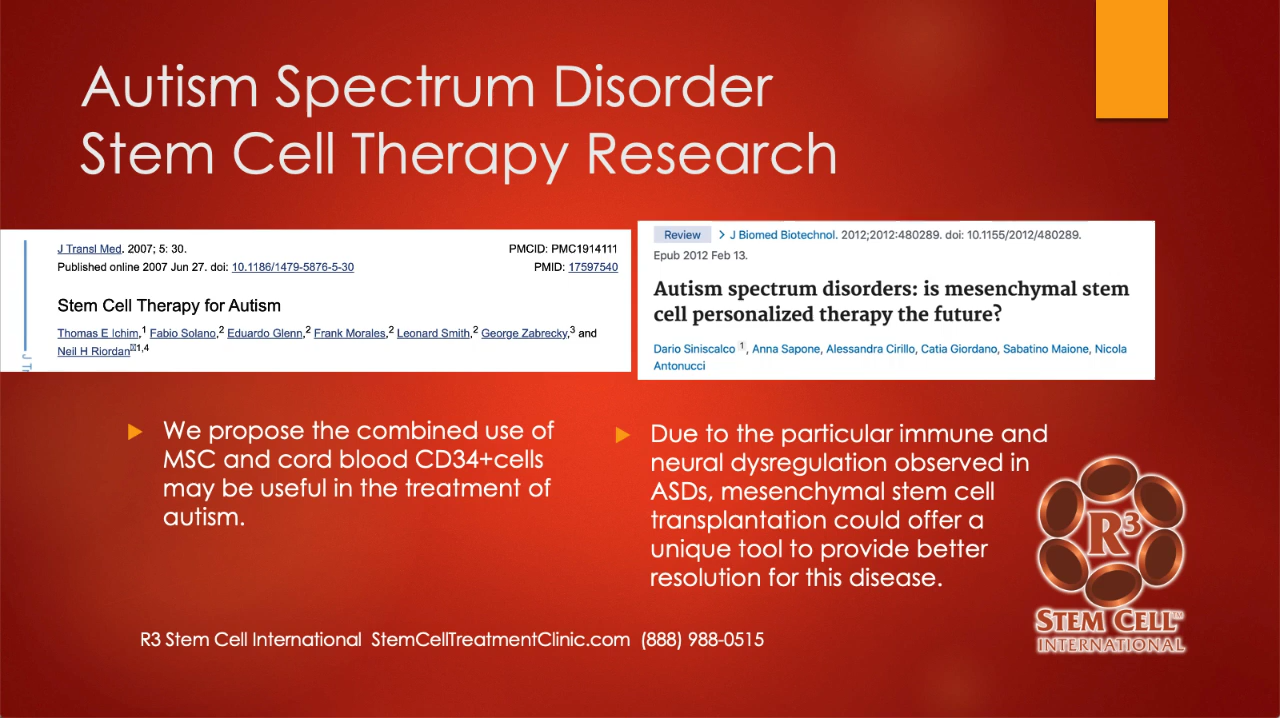 Autism Spectrum Disorder
Stem Cell Therapy Research
J Transl Med. 2007; 5: 30.
PMCID: PMC1914111
Published online 2007 Jun 27. doi: 10.1186/1479-5876-5-30
PMID: 17597540
Stem Cell Therapy for Autism
Thomas E Ichim,1 Fabio Solano,2 Eduardo Glenn,2 Frank Morales,2 Leonard Smith,2 George Zabrecky,3 and
Neil H Riordan1,4
Review > J Biomed Biotechnol. 2012;2012:480289. doi: 10.1155/2012/480289.
Epub 2012 Feb 13.
Autism spectrum disorders: is mesenchymal stem
cell personalized therapy the future?
Dario Siniscalco 1, Anna Sapone, Alessandra Cirillo, Catia Giordano, Sabatino Maione, Nicola
Antonucci
We propose the combined use of
MSC and cord blood CD34+cells
may be useful in the treatment of
autism.
Due to the particular immune and
neural dysregulation observed in
ASDs, mesenchymal stem cell
transplantation could offer a
unique tool to provide better
resolution for this disease.
R3
STEM CELL™
INTERNATIONAL
R3 Stem Cell International StemCellTreatmentClinic.com (888) 988-0515